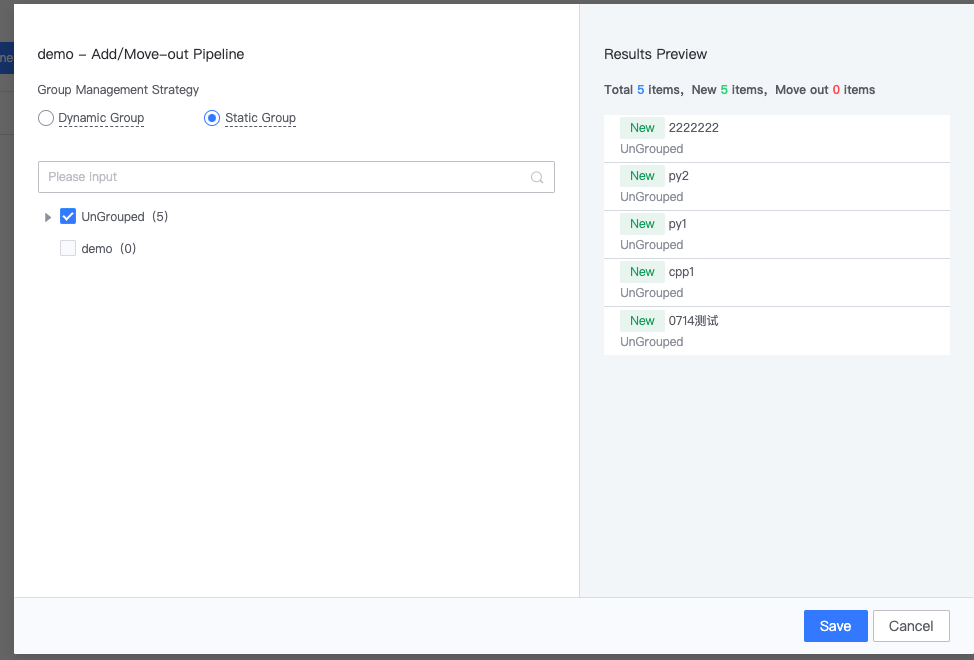 ne
demo - Add/Move-out Pipeline
Group Management Strategy
Dynamic Group
Static Group
Please input
UnGrouped (5)
demo (0)
Results Preview
Total 5 items, New 5 items, Move out 0 items
New 2222222
UnGrouped
New py2
UnGrouped
New py1
UnGrouped
New cpp1
UnGrouped
New 0714测试
UnGrouped
Save
Cancel